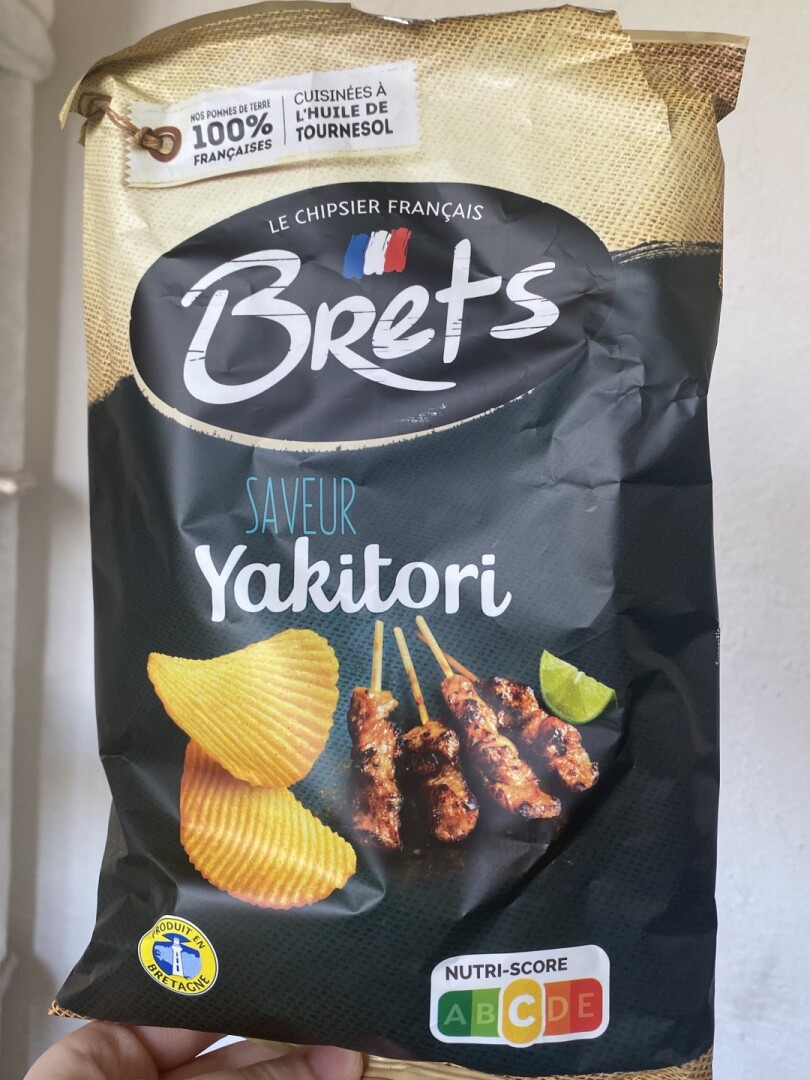 NOS POMMES DE TERRE
100%
FRANÇAISES
CUISINÉES À
L'HUILE DE
TOURNESOL
LE CHIPSIER FRANÇAIS
Brets
SAVEUR
Yakitori
PRODUIT EN
BRETAGNE
NUTRI-SCORE
A B C D E